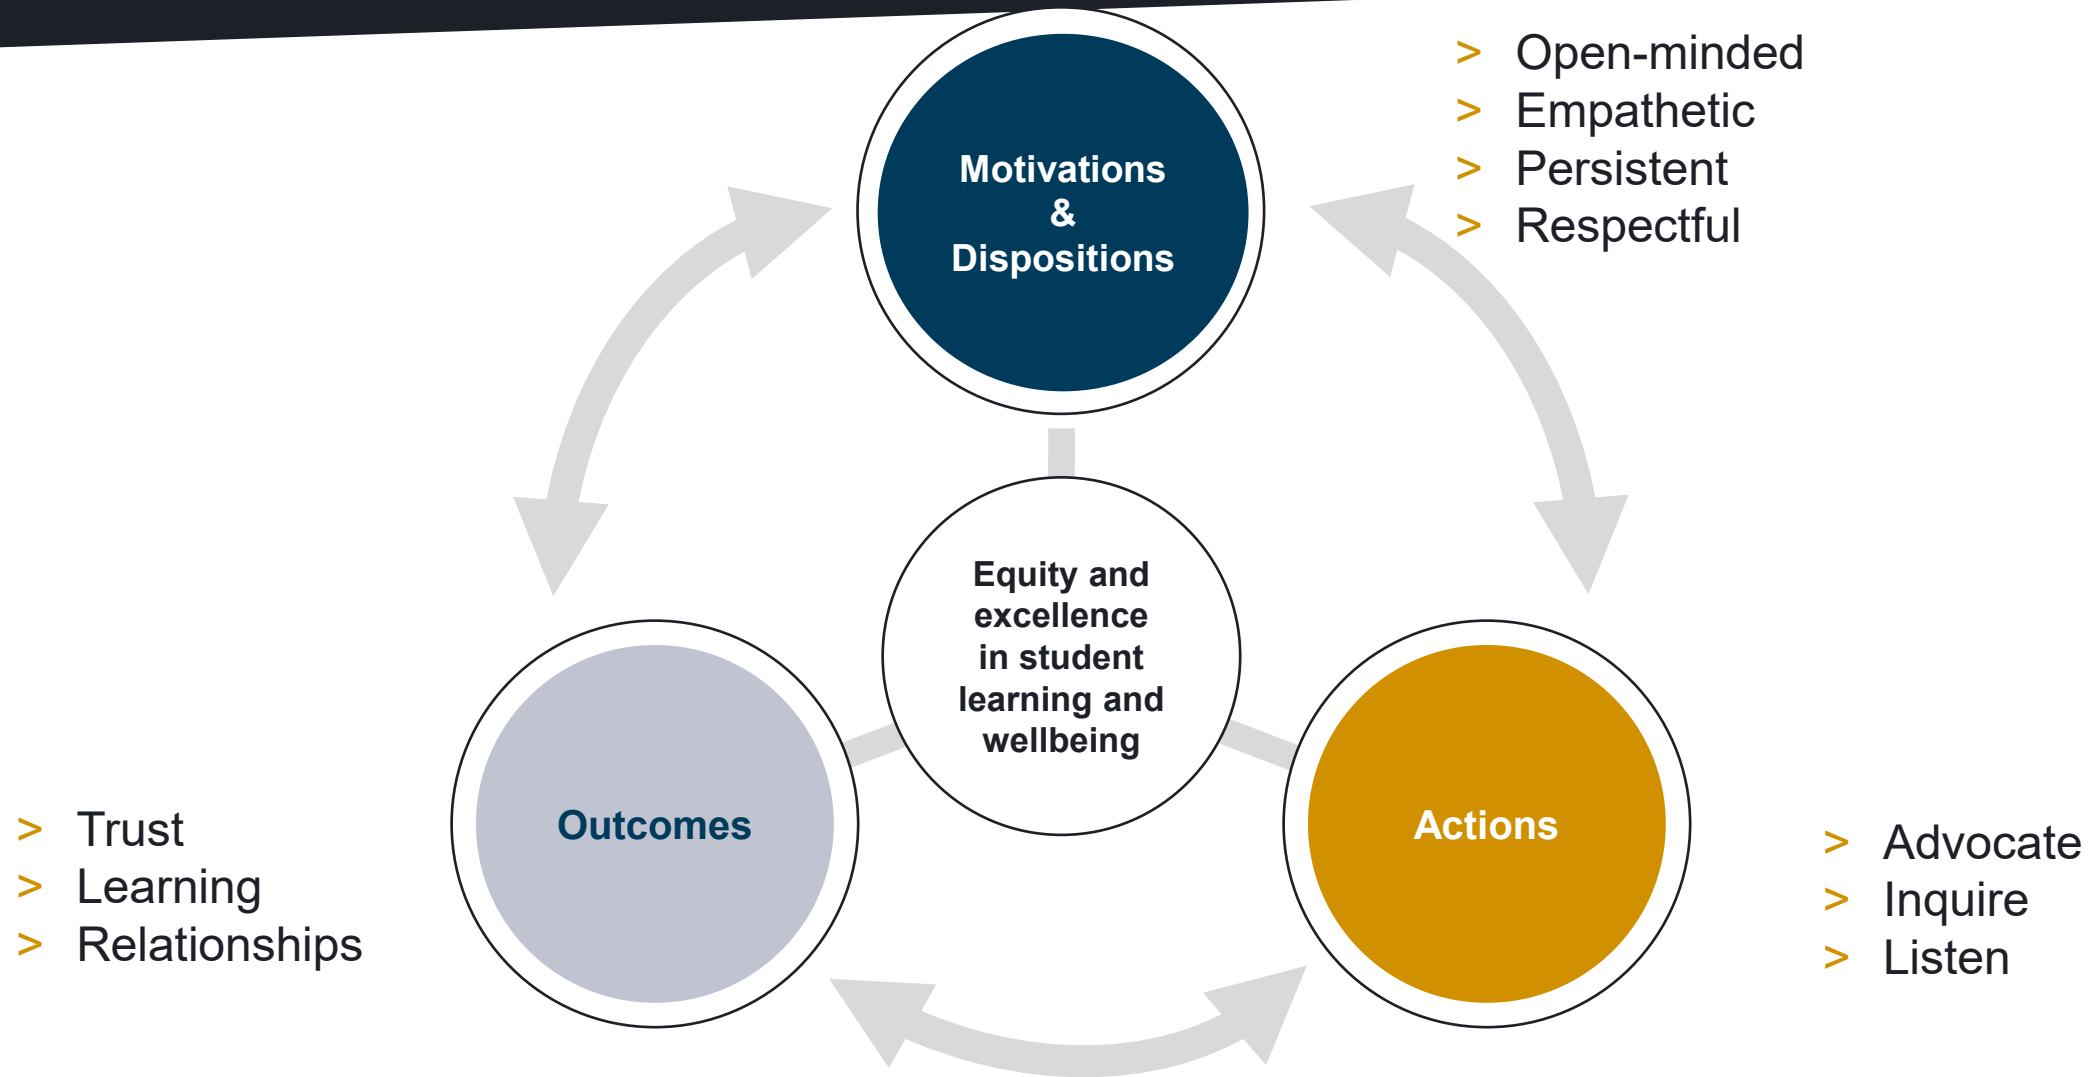 Motivations
&
Dispositions
> Open-minded
> Empathetic
> Persistent
> Respectful
Equity and
excellence
in student
learning and
wellbeing
Outcomes
> Trust
> Learning
> Relationships
Actions
> Advocate
> Inquire
> Listen